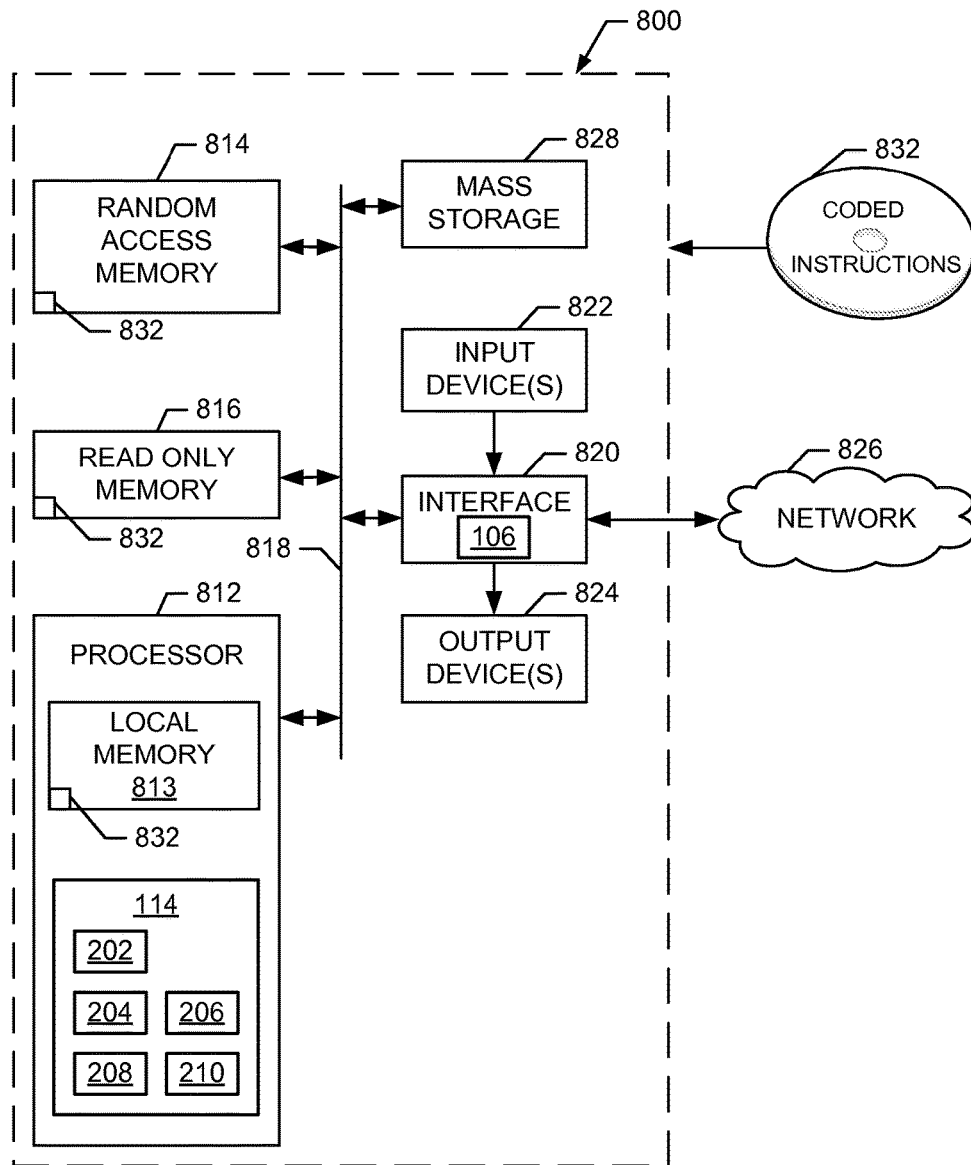 800
814
RANDOM
ACCESS
MEMORY
832
828
MASS
STORAGE
832
CODED
INSTRUCTIONS
822
INPUT
DEVICE(S)
816
READ ONLY
MEMORY
832
820
INTERFACE
106
826
NETWORK
818
812
PROCESSOR
LOCAL
MEMORY
813
832
824
OUTPUT
DEVICE(S)
114
202
204 206
208 210